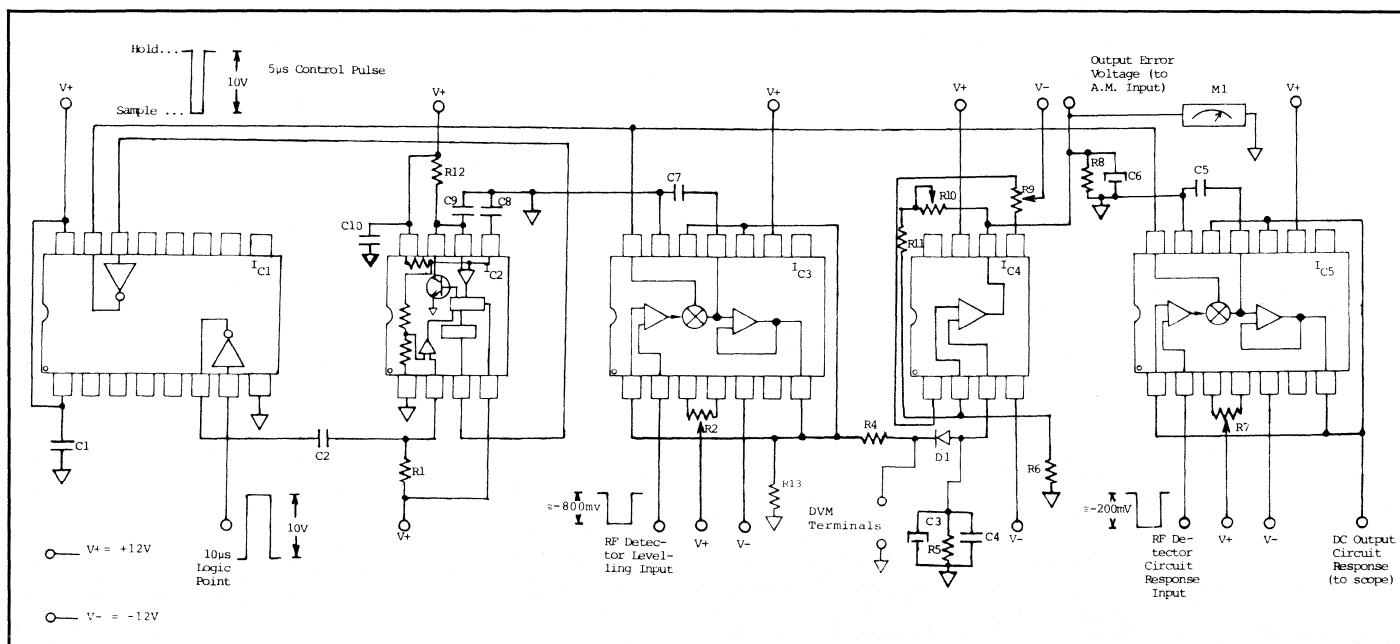 Hold...
10V
5μs Control Pulse
Sample ...
V+
V+
V+
V+
V-
Output Error
Voltage (to
A.M. Input)
M1
V+
R12
C9
C8
C7
C10
R10
R9
R11
R8
C6
C5
IC1
IC2
IC3
IC4
IC5
C1
C2
R1
R2
R4
D1
R6
R7
R13
10V
≈-800mv
DVM
Terminals
C3
R5
C4
≈-200mV
V+= +12V
10μs
Logic
Point
V+
RF Detec-
tor Level-
ling Input
V+
V-
V-
RF De-
tector
Circuit
Response
Input
V+
V-
DC Output
Circuit
Response
(to scope)
V- = -12V